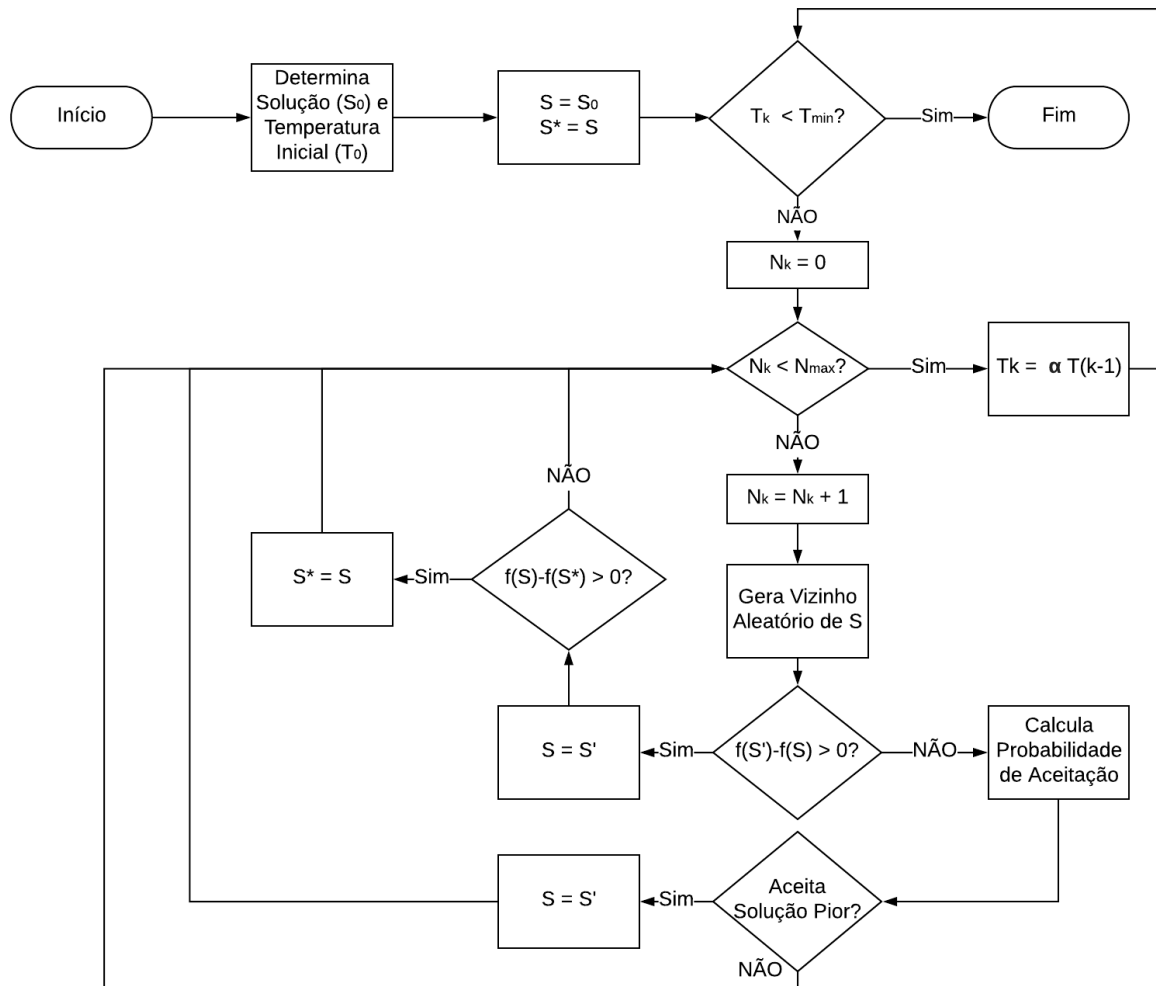 Início
Determina
Solução (S₀) e
Temperatura
Inicial (T₀)
S = S₀
S* = S
Tₖ < Tmin?
Sim
Fim
NÃO
Nₖ = 0
Nₖ < Nmax?
Sim
Tk = α T(k-1)
NÃO
Nₖ = Nₖ + 1
Gera Vizinho
Aleatório de S
f(S')-f(S) > 0?
Sim
S = S'
f(S)-f(S*) > 0?
Sim
S* = S
NÃO
NÃO
Calcula
Probabilidade
de Aceitação
Aceita
Solução Pior?
Sim
S = S'
NÃO